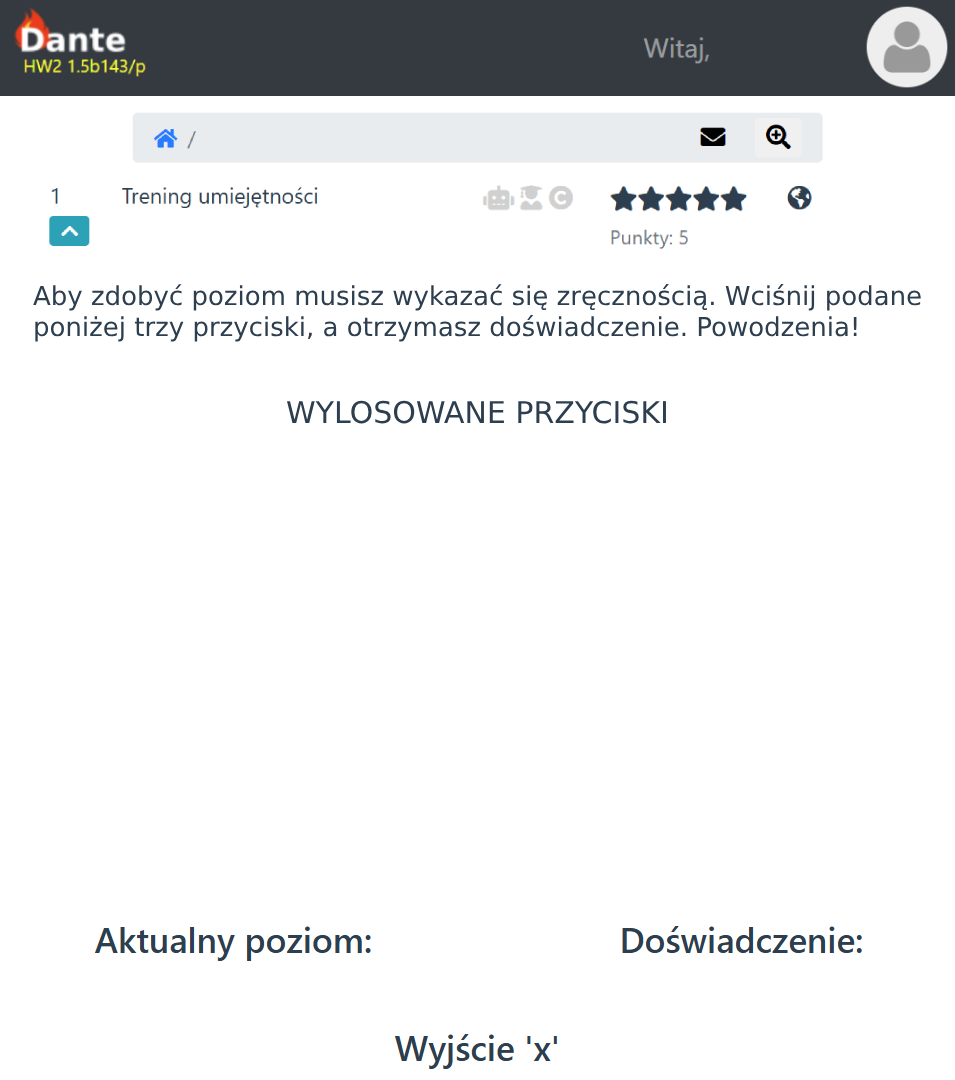 Dante
HW2 1.5b143/p
Witaj,
/
1 Trening umiejętności
Punkty: 5
Aby zdobyć poziom musisz wykazać się zręcznością. Wciśnij podane
poniżej trzy przyciski, a otrzymasz doświadczenie. Powodzenia!
WYLOSOWANE PRZYCISKI
Aktualny poziom: Doświadczenie:
Wyjście 'x'